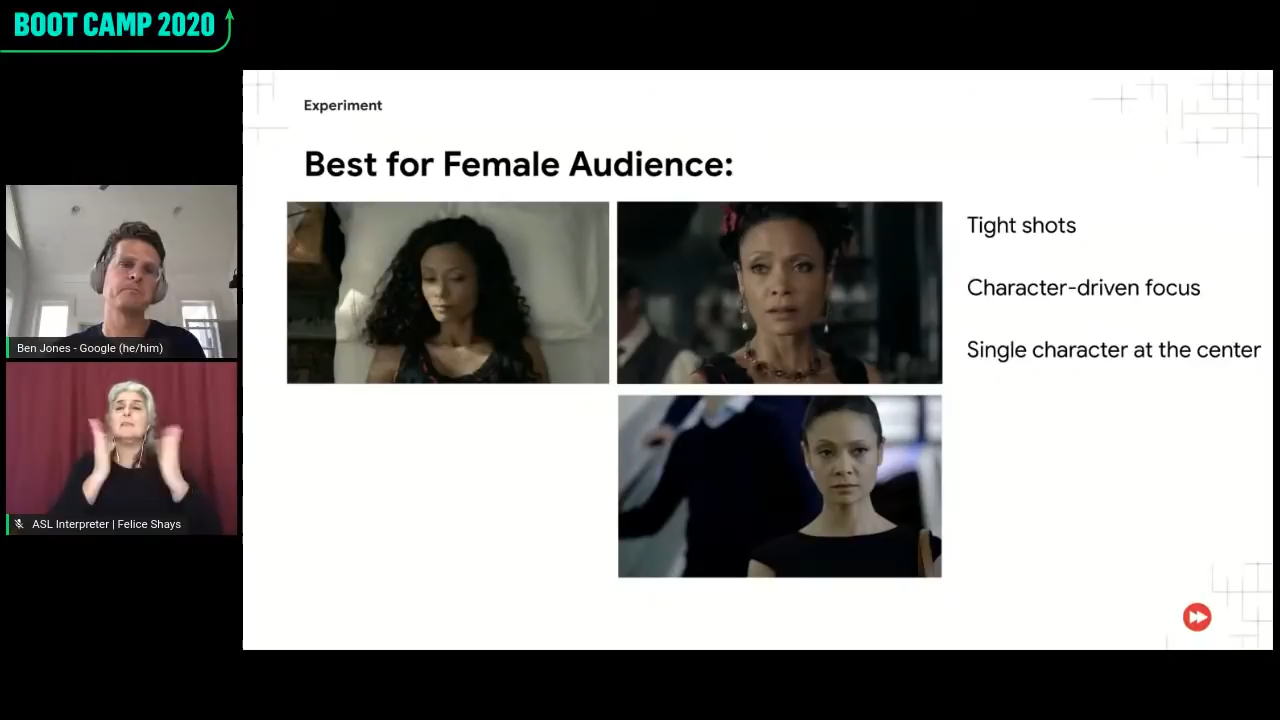 BOOT CAMP 2020
Experiment
Best for Female Audience:
Tight shots
Character-driven focus
Single character at the center
Ben Jones - Google (he/him)
ASL Interpreter | Felice Shays